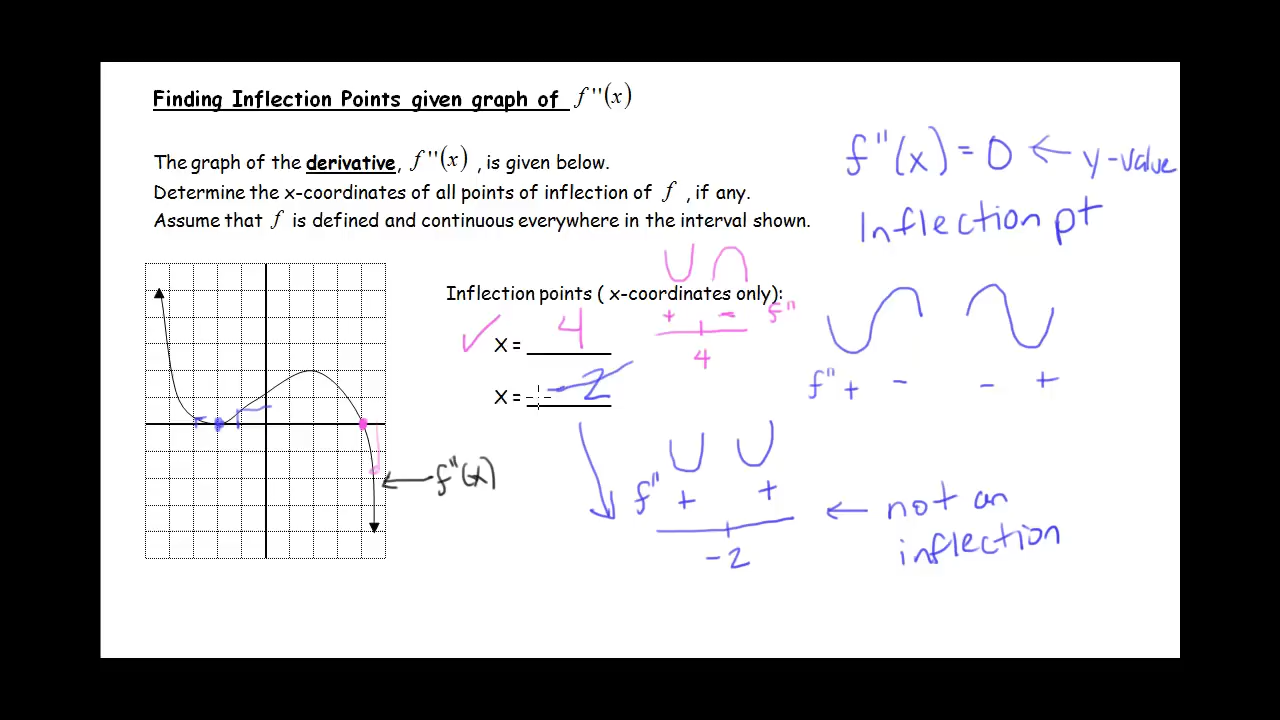 Finding Inflection Points given graph of f ''(x)
The graph of the derivative, f ''(x) , is given below.
Determine the x-coordinates of all points of inflection of f , if any.
Assume that f is defined and continuous everywhere in the interval shown.
f''(x) = 0 ← y-value
Inflection pt
Inflection points ( x-coordinates only):
+ - f''
4
X = 4
X = -2
f'' + - - +
f''(x)
f'' + +
-2
← not an
inflection